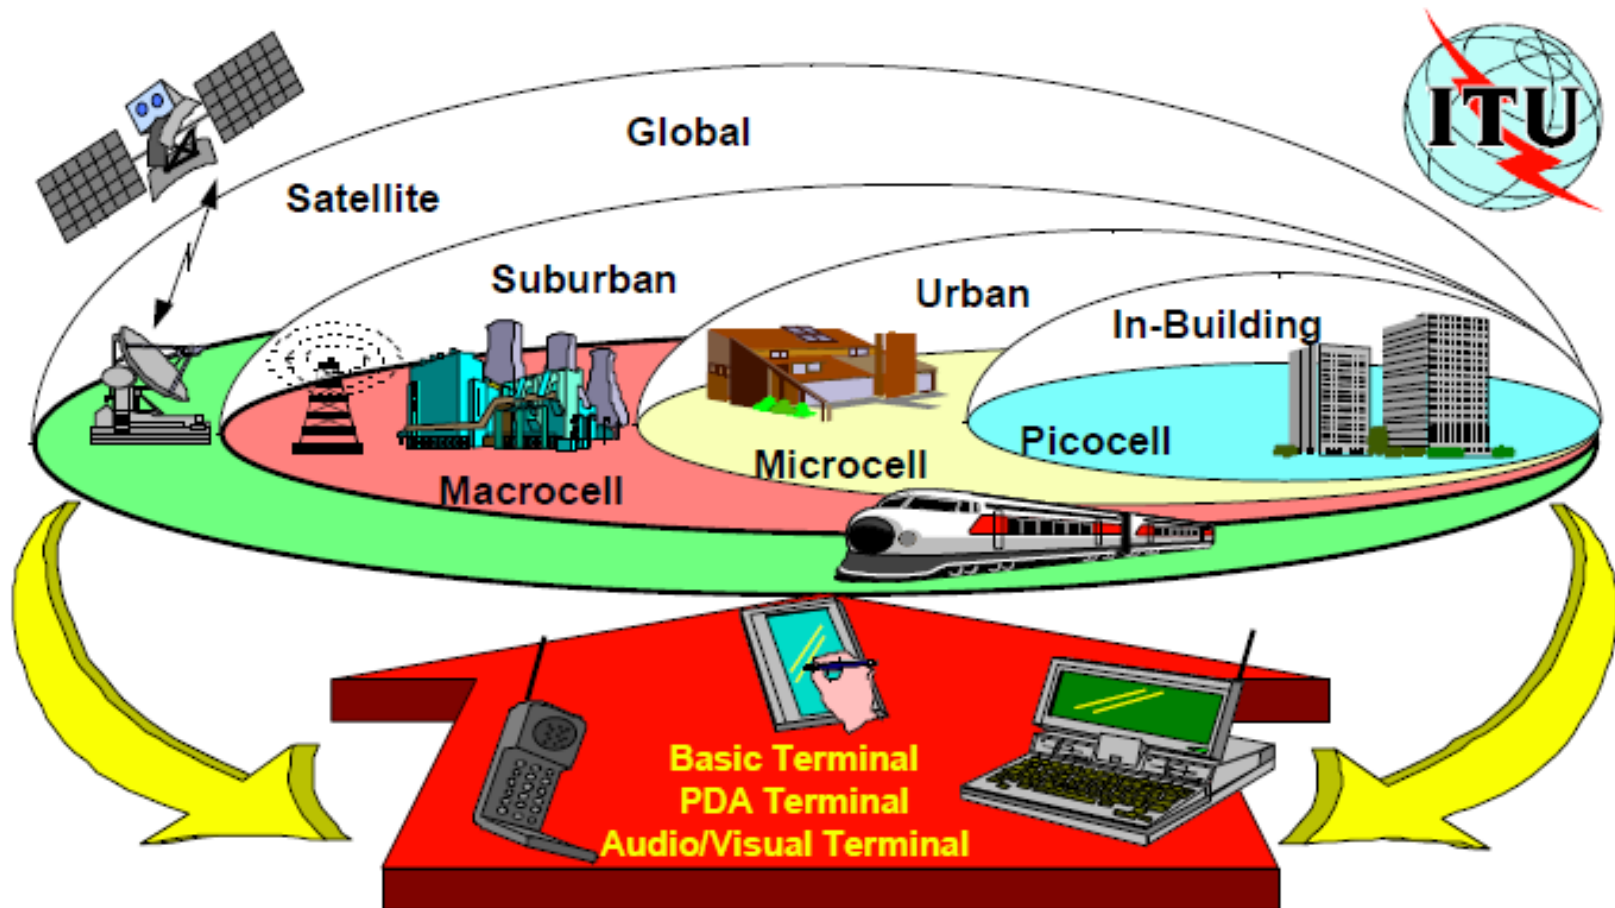 Global
ITU
Satellite
Suburban
Urban
In-Building
Picocell
Microcell
Macrocell
Basic Terminal
PDA Terminal
Audio/Visual Terminal